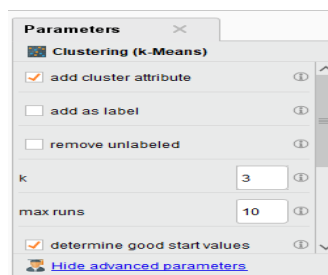 Parameters
Clustering (k-Means)
add cluster attribute
add as label
remove unlabeled
k 3
max runs 10
determine good start values
Hide advanced parameters